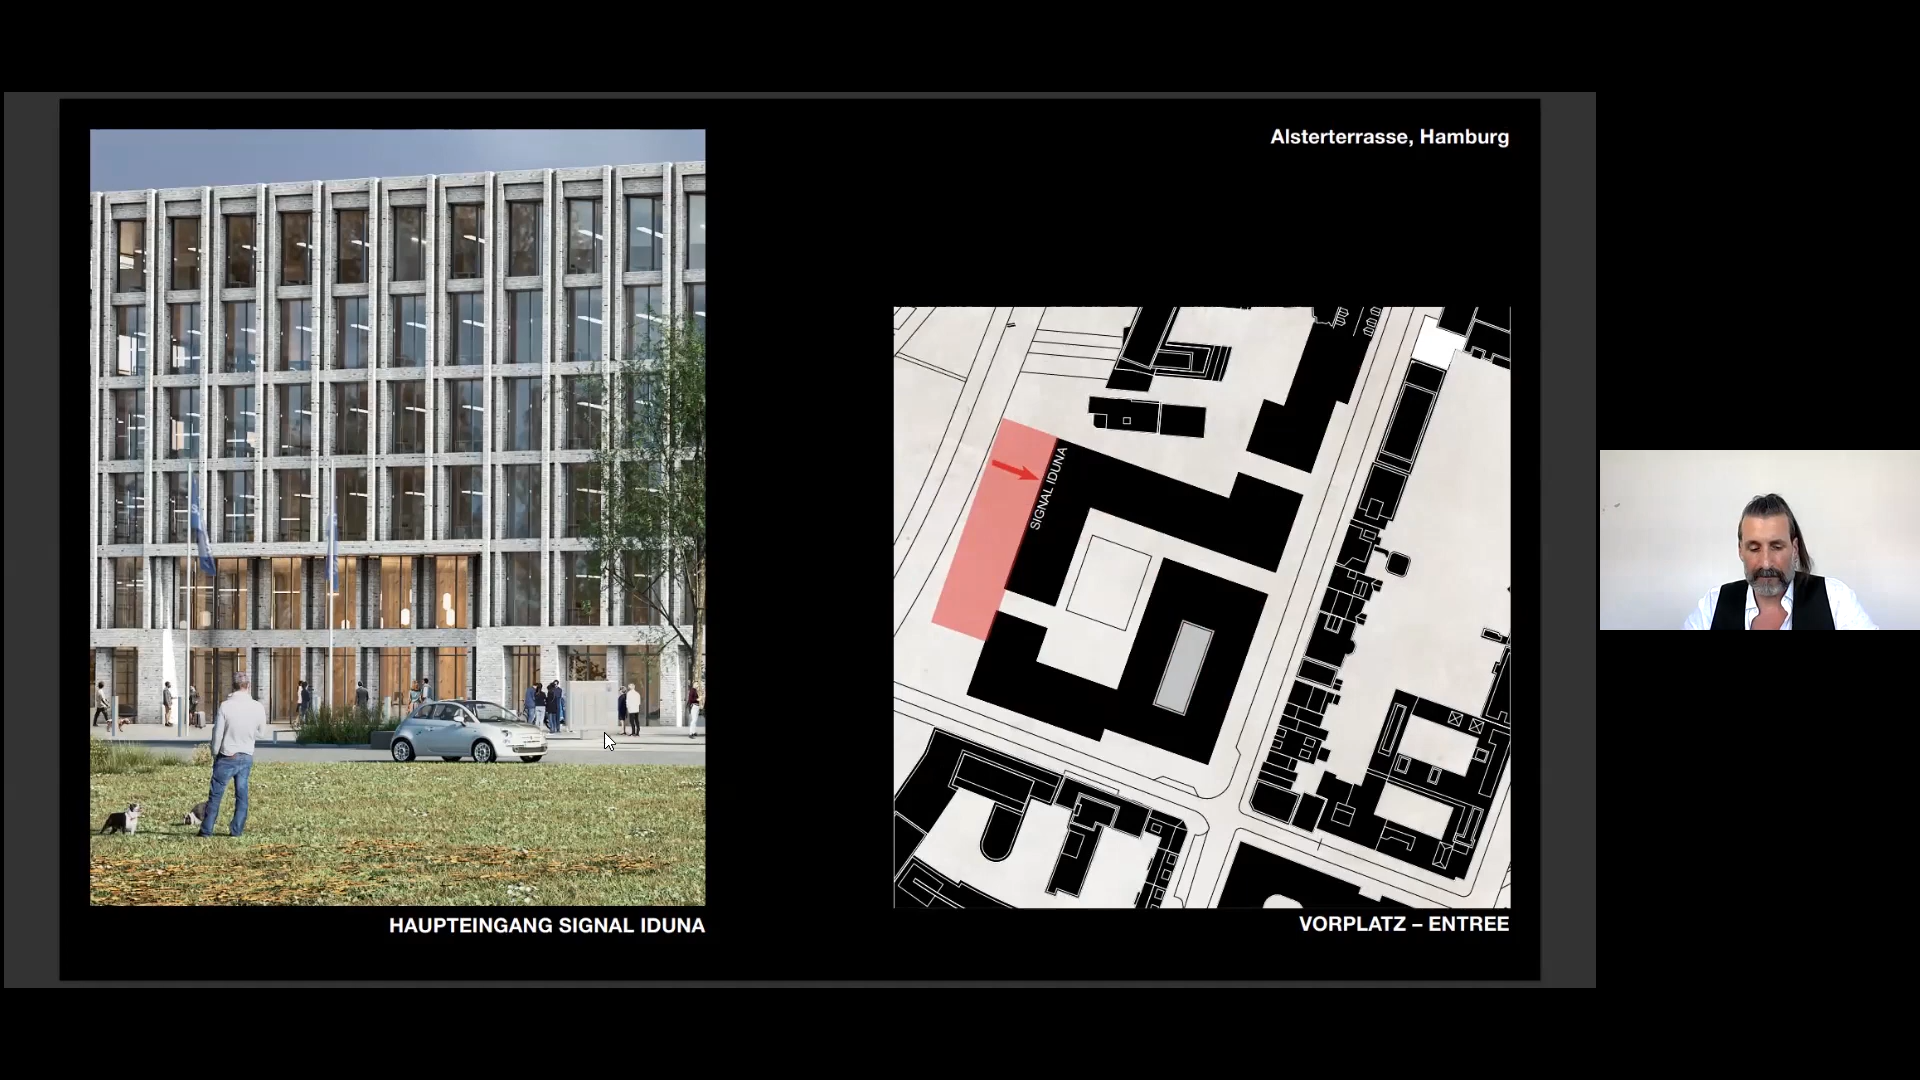 Alsterterrasse, Hamburg
SIGNAL IDUNA
HAUPTEINGANG SIGNAL IDUNA
VORPLATZ – ENTREE